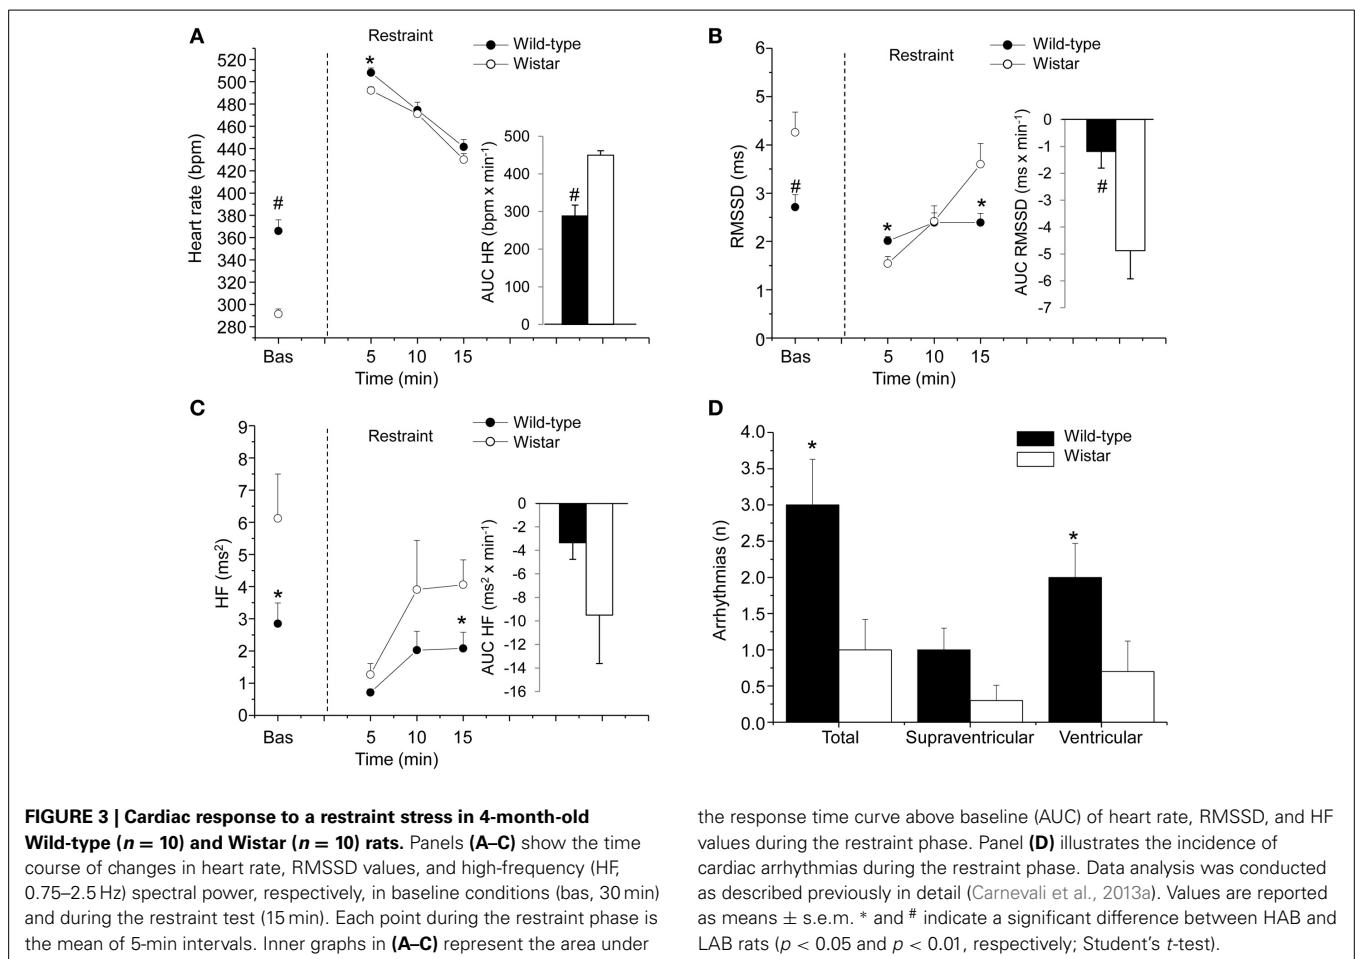 A
Restraint
Wild-type
Wistar
Heart rate (bpm)
520
500
480
460
440
420
400
380
360
340
320
300
280
*
#
Bas
5
10
15
Time (min)
AUC HR (bpm x min-1)
500
400
300
200
100
0
#
B
Restraint
Wild-type
Wistar
RMSSD (ms)
6
5
4
3
2
1
0
#
*
*
Bas
5
10
15
Time (min)
AUC RMSSD (ms x min-1)
0
-1
-2
-3
-4
-5
-6
-7
#
C
Restraint
Wild-type
Wistar
HF (ms2)
9
8
7
6
5
4
3
2
1
0
*
*
Bas
5
10
15
Time (min)
AUC HF (ms2 x min-1)
0
-2
-4
-6
-8
-10
-12
-14
-16
D
Wild-type
Wistar
Arrhythmias (n)
4.0
3.5
3.0
2.5
2.0
1.5
1.0
0.5
0.0
*
*
Total
Supraventricular
Ventricular
FIGURE 3 | Cardiac response to a restraint stress in 4-month-old
Wild-type (n = 10) and Wistar (n = 10) rats. Panels (A–C) show the time
course of changes in heart rate, RMSSD values, and high-frequency (HF,
0.75–2.5 Hz) spectral power, respectively, in baseline conditions (bas, 30 min)
and during the restraint test (15 min). Each point during the restraint phase is
the mean of 5-min intervals. Inner graphs in (A–C) represent the area under
the response time curve above baseline (AUC) of heart rate, RMSSD, and HF
values during the restraint phase. Panel (D) illustrates the incidence of
cardiac arrhythmias during the restraint phase. Data analysis was conducted
as described previously in detail (Carnevali et al., 2013a). Values are reported
as means ± s.e.m. * and # indicate a significant difference between HAB and
LAB rats (p < 0.05 and p < 0.01, respectively; Student's t-test).